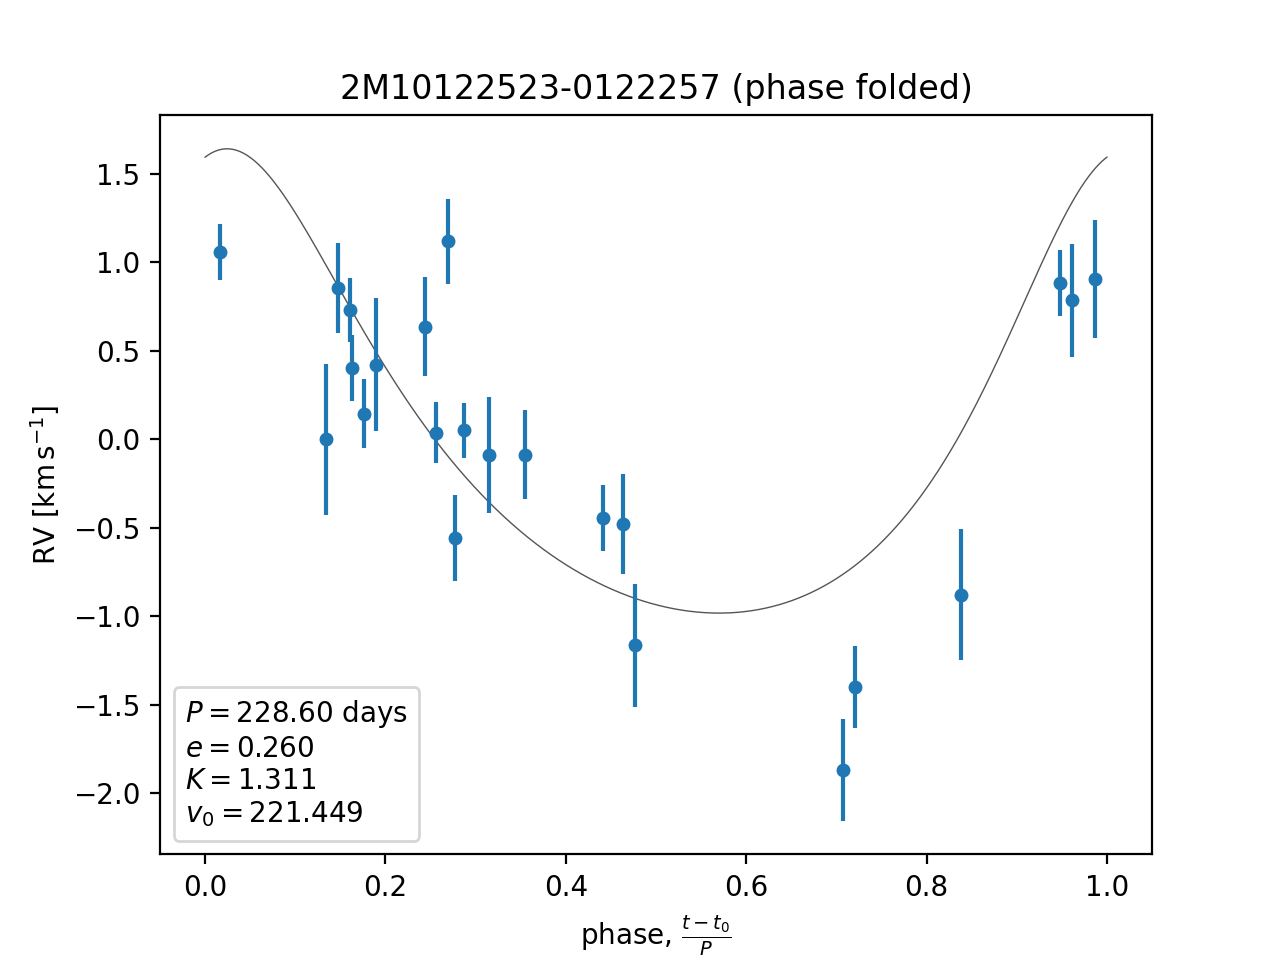 2M10122523-0122257 (phase folded)
RV [km s⁻¹]
1.5
1.0
0.5
0.0
−0.5
−1.0
−1.5
−2.0
P = 228.60 days
e = 0.260
K = 1.311
v₀ = 221.449
0.0 0.2 0.4 0.6 0.8 1.0
phase, (t − t₀)/P